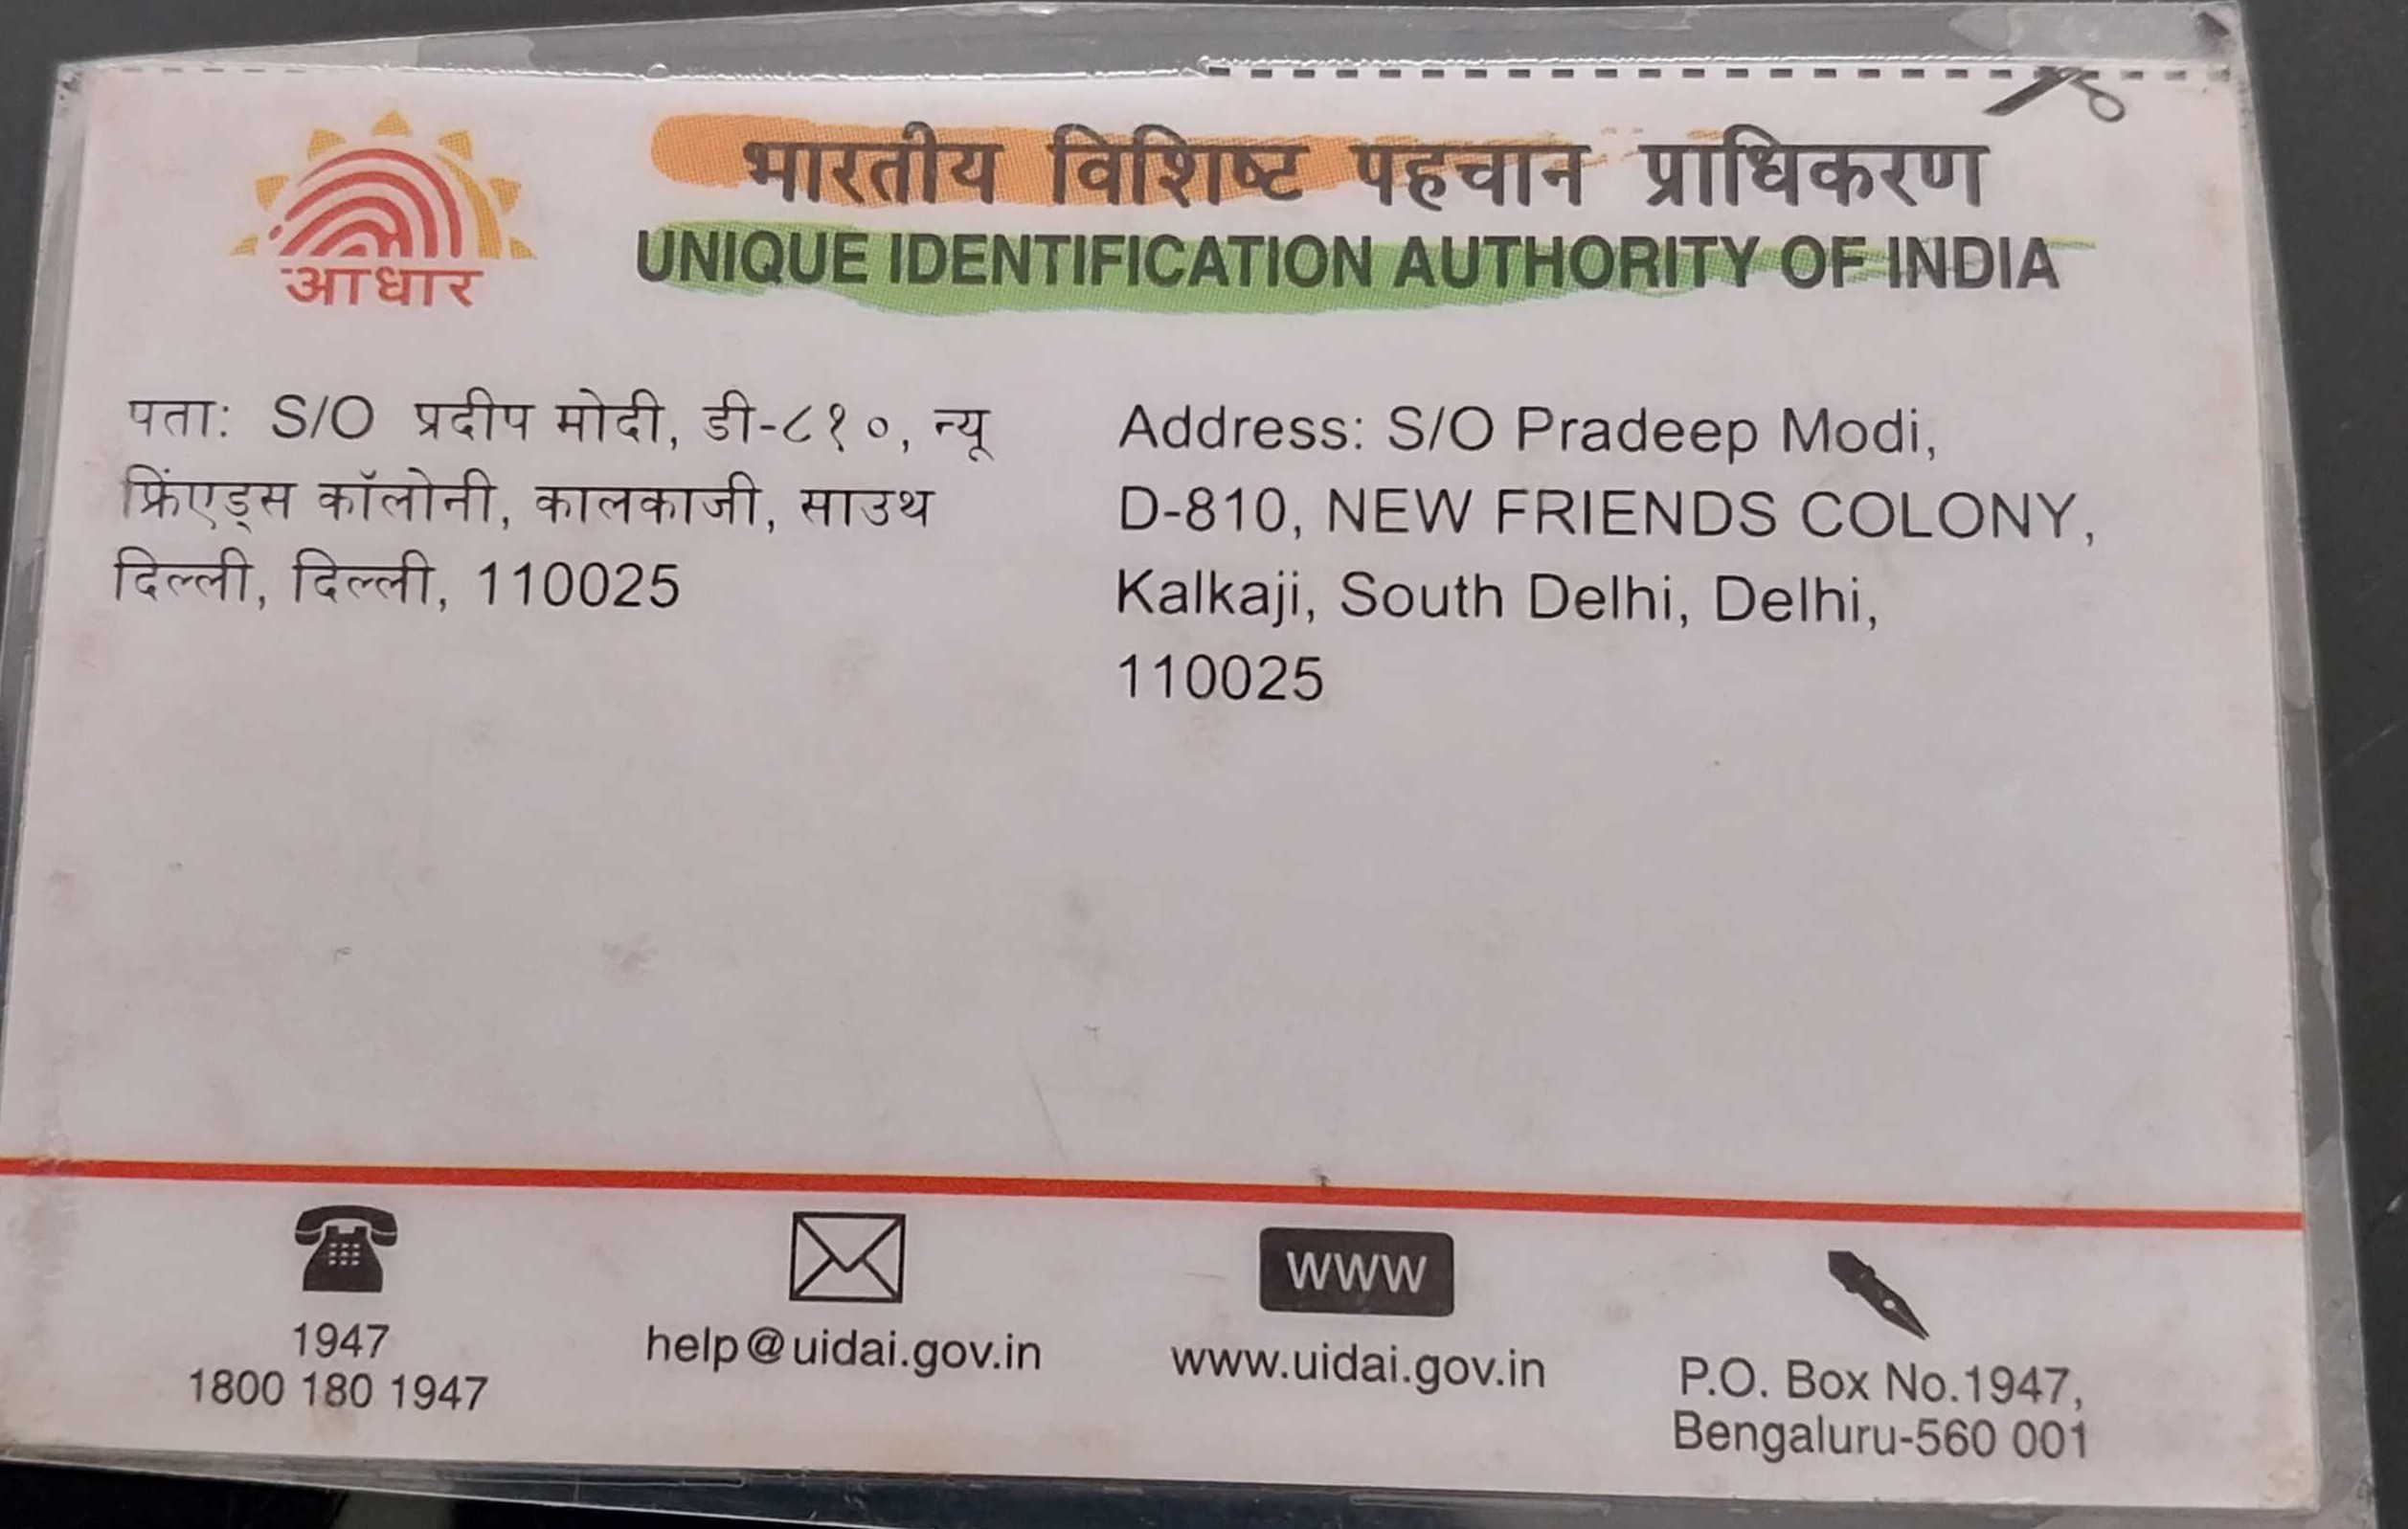 भारतीय विशिष्ट पहचान प्राधिकरण
UNIQUE IDENTIFICATION AUTHORITY OF INDIA
आधार
पता: S/O प्रदीप मोदी, डी-८१०, न्यू
फ्रिंएड्स कॉलोनी, कालकाजी, साउथ
दिल्ली, दिल्ली, 110025
Address: S/O Pradeep Modi,
D-810, NEW FRIENDS COLONY,
Kalkaji, South Delhi, Delhi,
110025
1947
1800 180 1947
help@uidai.gov.in
WWW
www.uidai.gov.in
P.O. Box No.1947,
Bengaluru-560 001